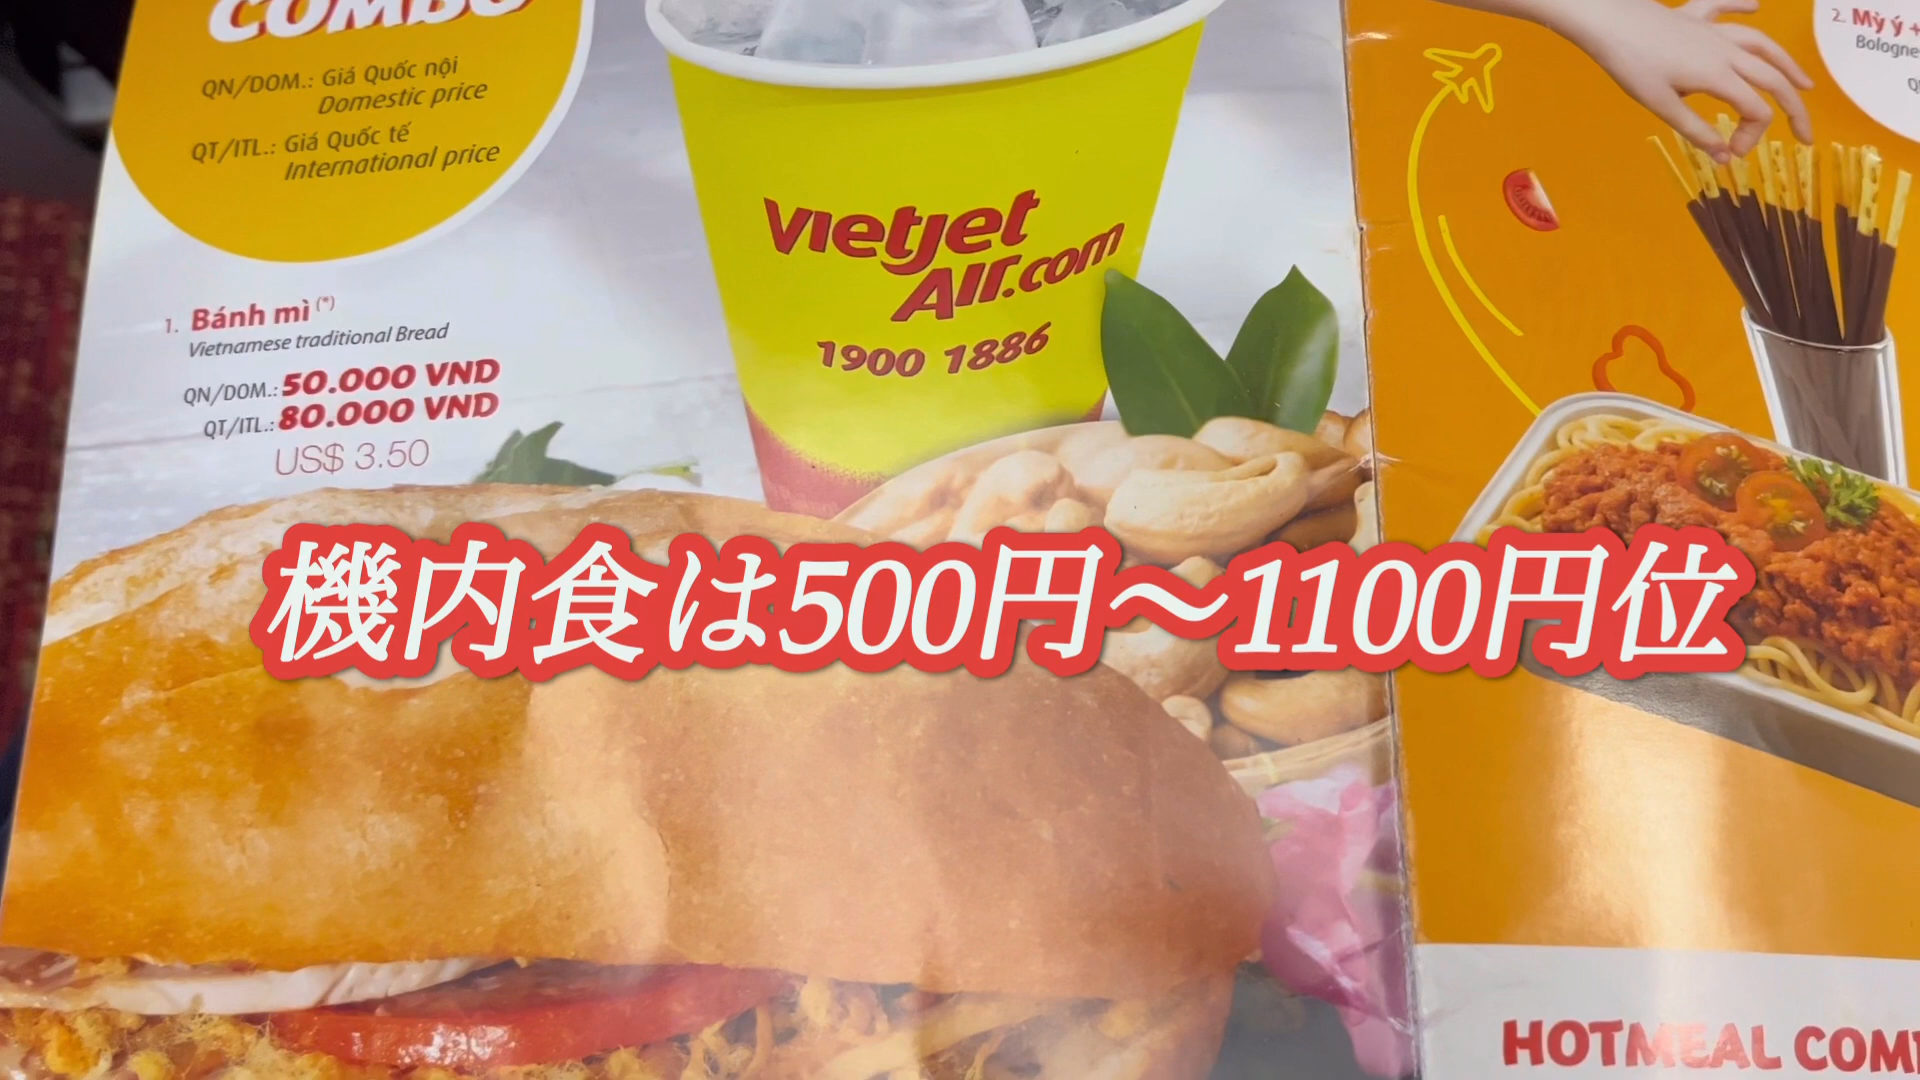 COMBO
QN/DOM.: Giá Quốc nội
Domestic price
QT/ITL.: Giá Quốc tế
International price
1. Bánh mì (*)
Vietnamese traditional Bread
QN/DOM.: 50.000 VND
QT/ITL.: 80.000 VND
US$ 3.50
vietjet
Air.com
1900 1886
2. Mỳ ý +
機内食は500円～1100円位
HOTMEAL